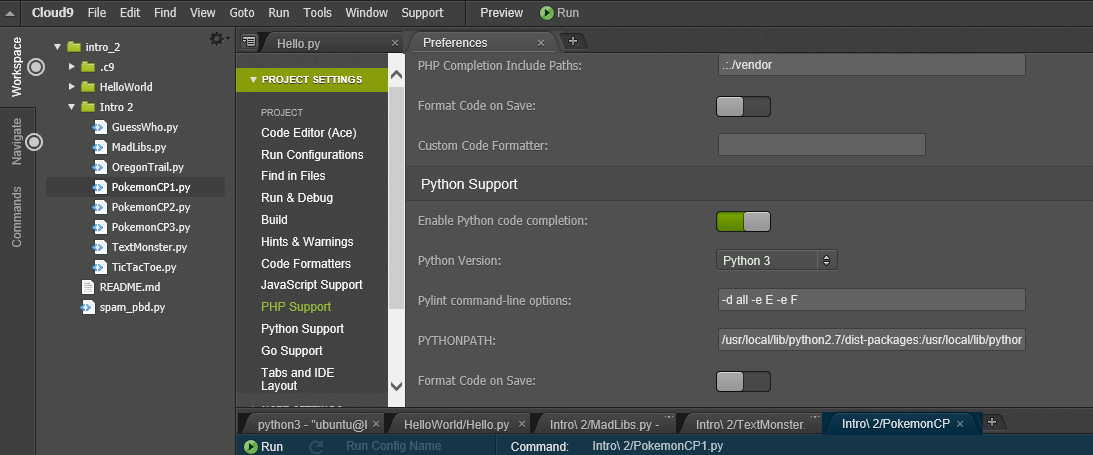 Cloud9 File Edit Find View Goto Run Tools Window Support Preview Run
Workspace
Navigate
Commands
intro_2
.c9
HelloWorld
Intro 2
GuessWho.py
MadLibs.py
OregonTrail.py
PokemonCP1.py
PokemonCP2.py
PokemonCP3.py
TextMonster.py
TicTacToe.py
README.md
spam_pbd.py
Hello.py
Preferences
PROJECT SETTINGS
PROJECT
Code Editor (Ace)
Run Configurations
Find in Files
Run & Debug
Build
Hints & Warnings
Code Formatters
JavaScript Support
PHP Support
Python Support
Go Support
Tabs and IDE
Layout
PHP Completion Include Paths: .:./vendor
Format Code on Save:
Custom Code Formatter:
Python Support
Enable Python code completion:
Python Version: Python 3
Pylint command-line options: -d all -e E -e F
PYTHONPATH: /usr/local/lib/python2.7/dist-packages:/usr/local/lib/python
Format Code on Save:
python3 - "ubuntu@ HelloWorld/Hello.py Intro\ 2/MadLibs.py - Intro\ 2/TextMonster. Intro\ 2/PokemonCP
Run Run Config Name Command: Intro\ 2/PokemonCP1.py